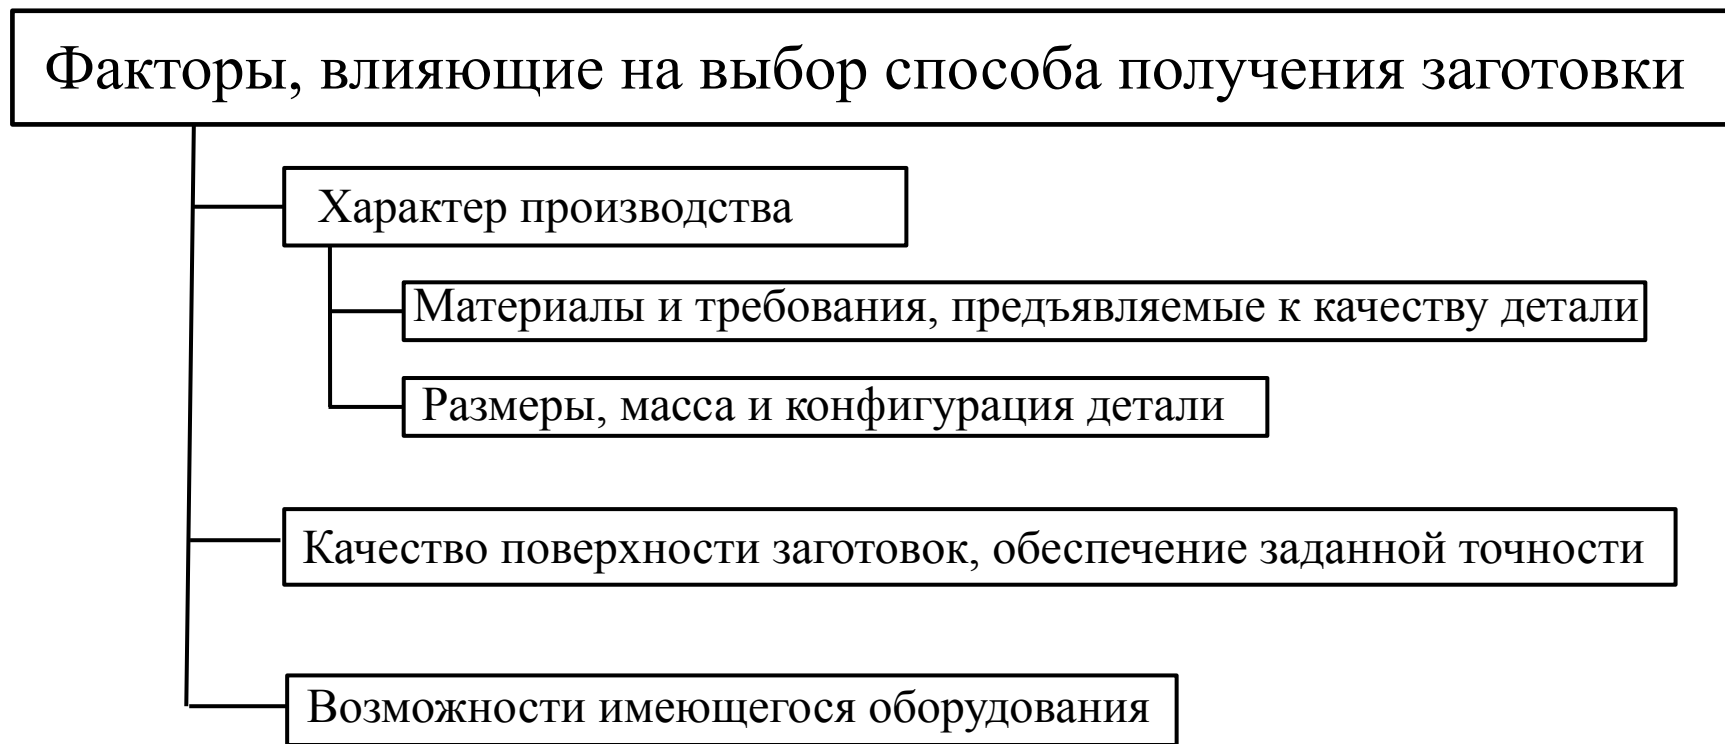 Факторы, влияющие на выбор способа получения заготовки
Характер производства
Материалы и требования, предъявляемые к качеству детали
Размеры, масса и конфигурация детали
Качество поверхности заготовок, обеспечение заданной точности
Возможности имеющегося оборудования